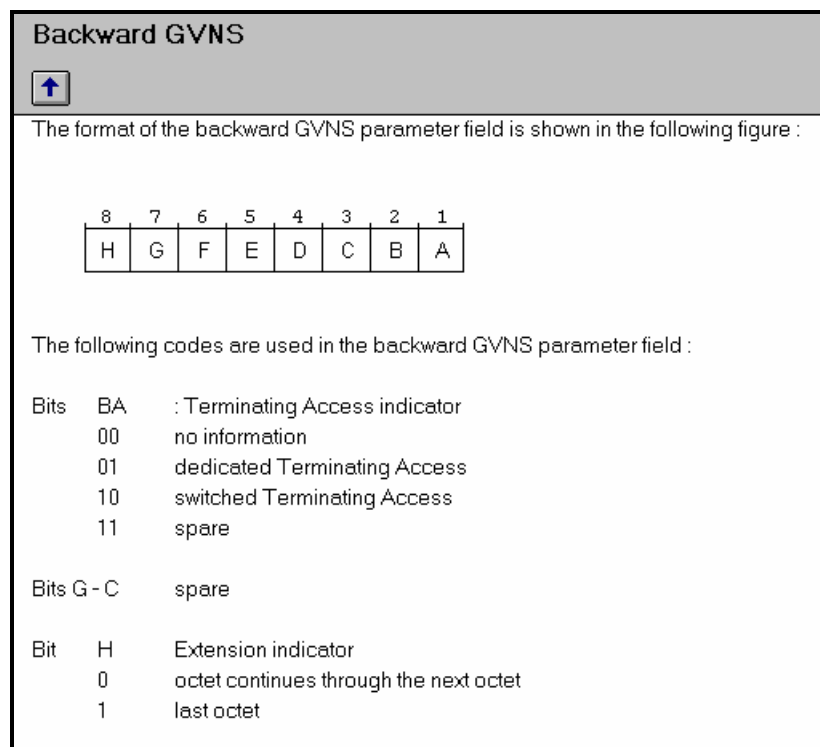 Backward GVNS
The format of the backward GVNS parameter field is shown in the following figure :
8 7 6 5 4 3 2 1
H G F E D C B A
The following codes are used in the backward GVNS parameter field :
Bits BA : Terminating Access indicator
00 no information
01 dedicated Terminating Access
10 switched Terminating Access
11 spare
Bits G - C spare
Bit H Extension indicator
0 octet continues through the next octet
1 last octet